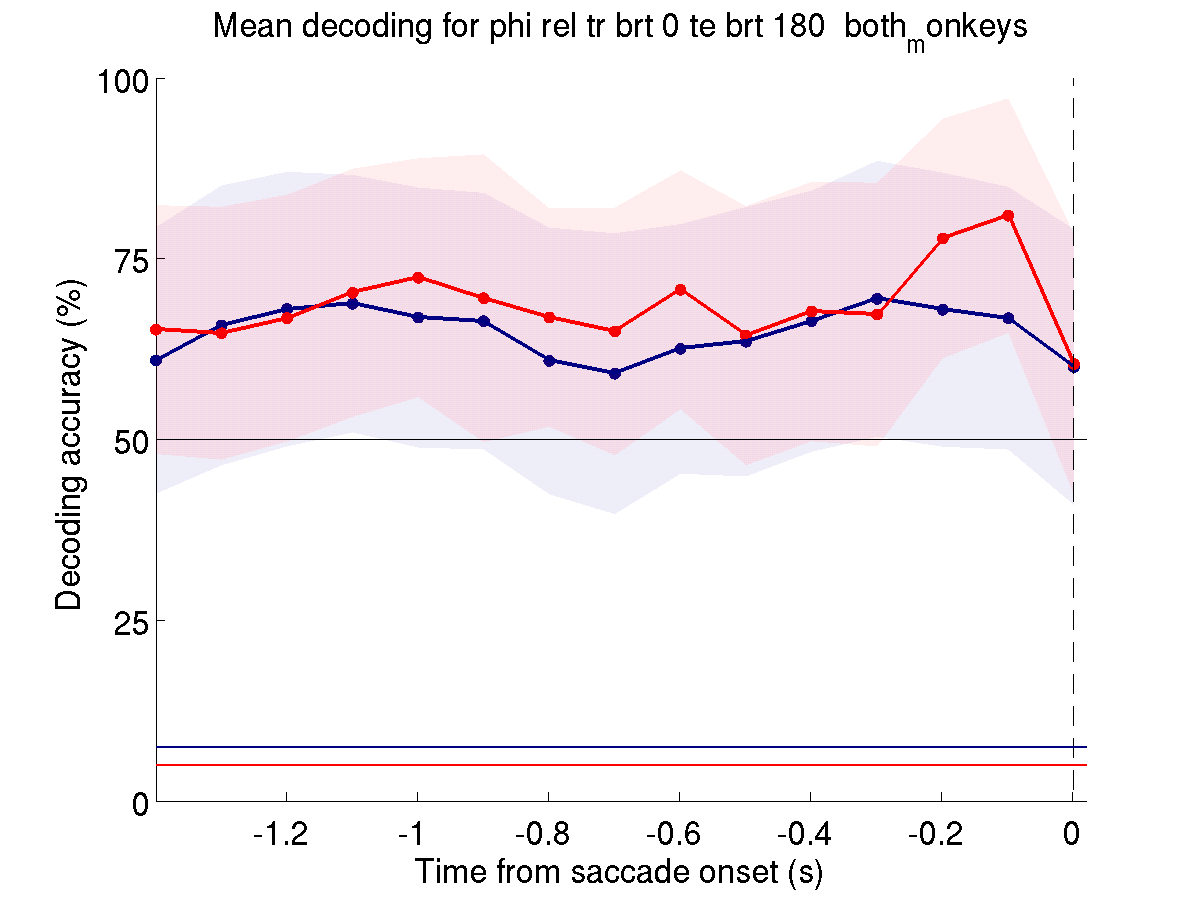 Mean decoding for phi rel tr brt 0 te brt 180 both_monkeys
100
75
50
25
0
Decoding accuracy (%)
-1.2 -1 -0.8 -0.6 -0.4 -0.2 0
Time from saccade onset (s)